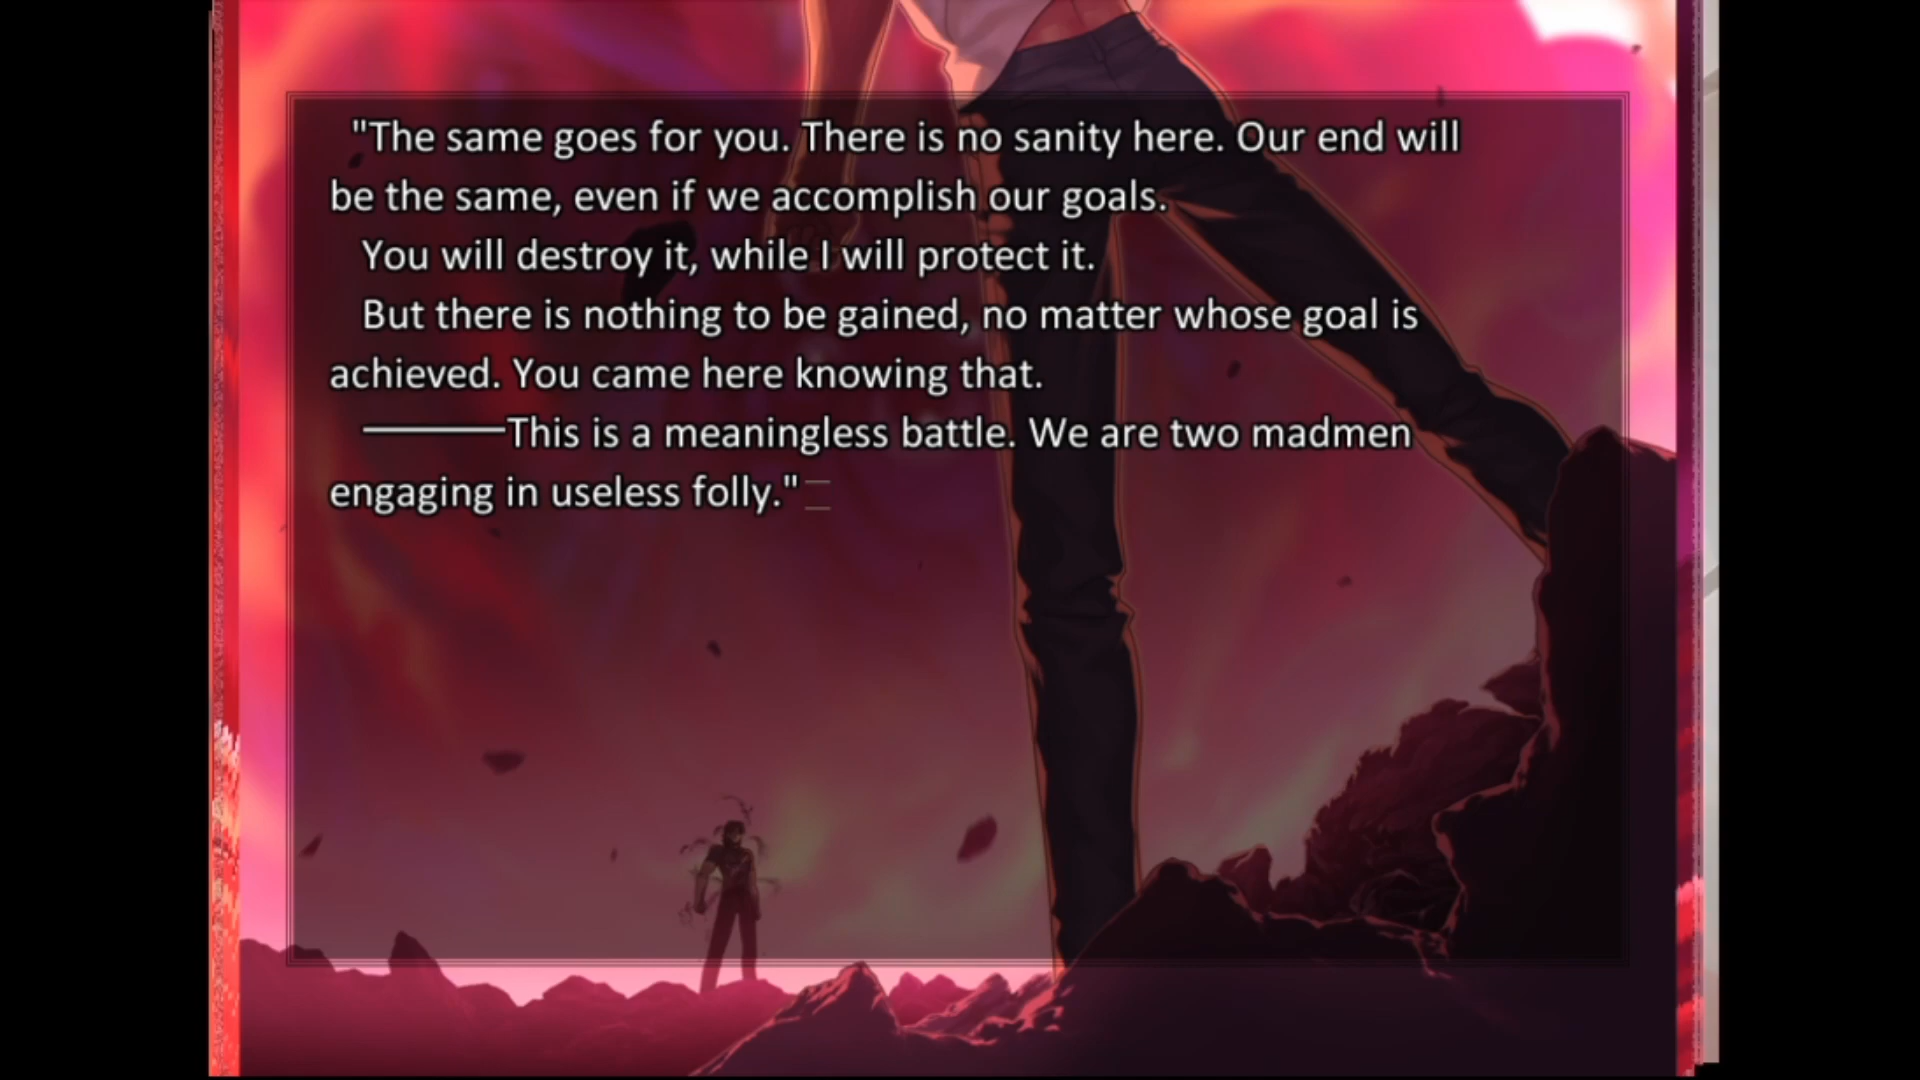 "The same goes for you. There is no sanity here. Our end will
be the same, even if we accomplish our goals.
You will destroy it, while I will protect it.
But there is nothing to be gained, no matter whose goal is
achieved. You came here knowing that.
————This is a meaningless battle. We are two madmen
engaging in useless folly."